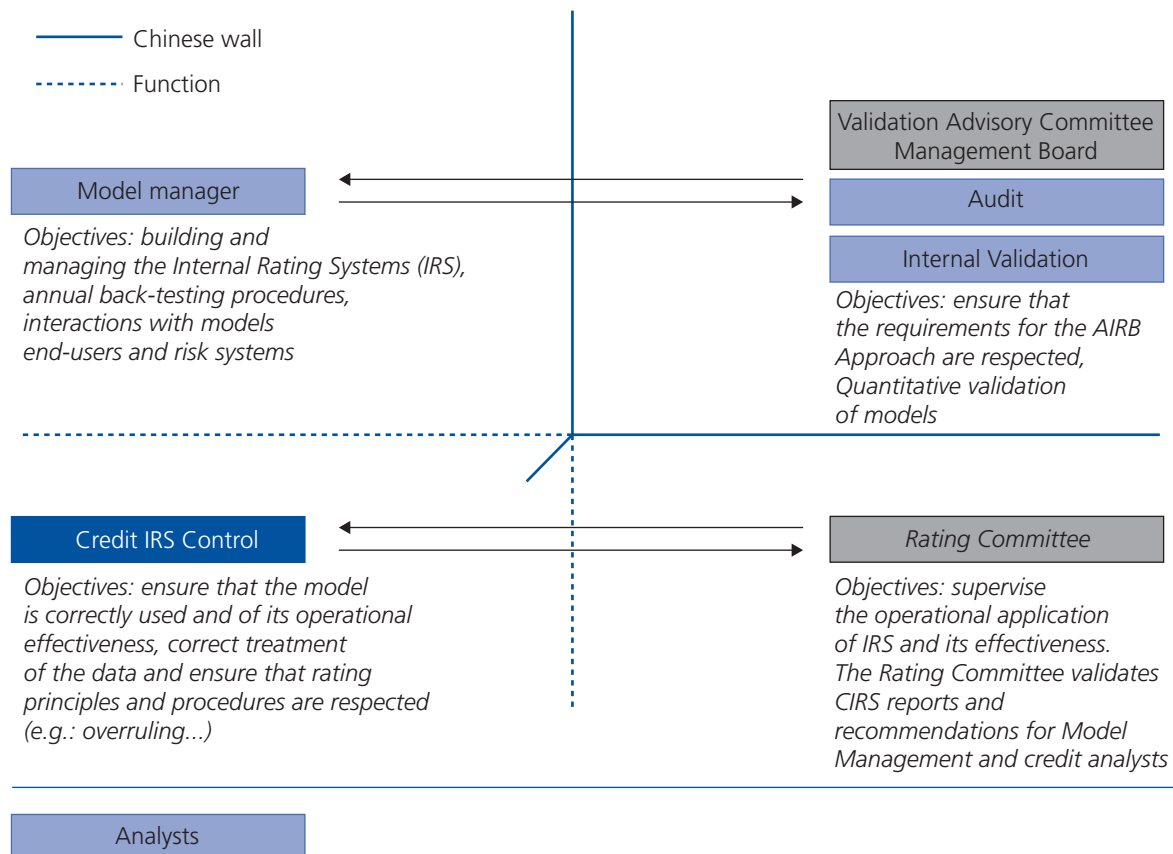 Chinese wall
Function
Validation Advisory Committee
Management Board
Model manager
Audit
Objectives: building and
managing the Internal Rating Systems (IRS),
annual back-testing procedures,
interactions with models
end-users and risk systems
Internal Validation
Objectives: ensure that
the requirements for the AIRB
Approach are respected,
Quantitative validation
of models
Credit IRS Control
Objectives: ensure that the model
is correctly used and of its operational
effectiveness, correct treatment
of the data and ensure that rating
principles and procedures are respected
(e.g.: overruling...)
Rating Committee
Objectives: supervise
the operational application
of IRS and its effectiveness.
The Rating Committee validates
CIRS reports and
recommendations for Model
Management and credit analysts
Analysts